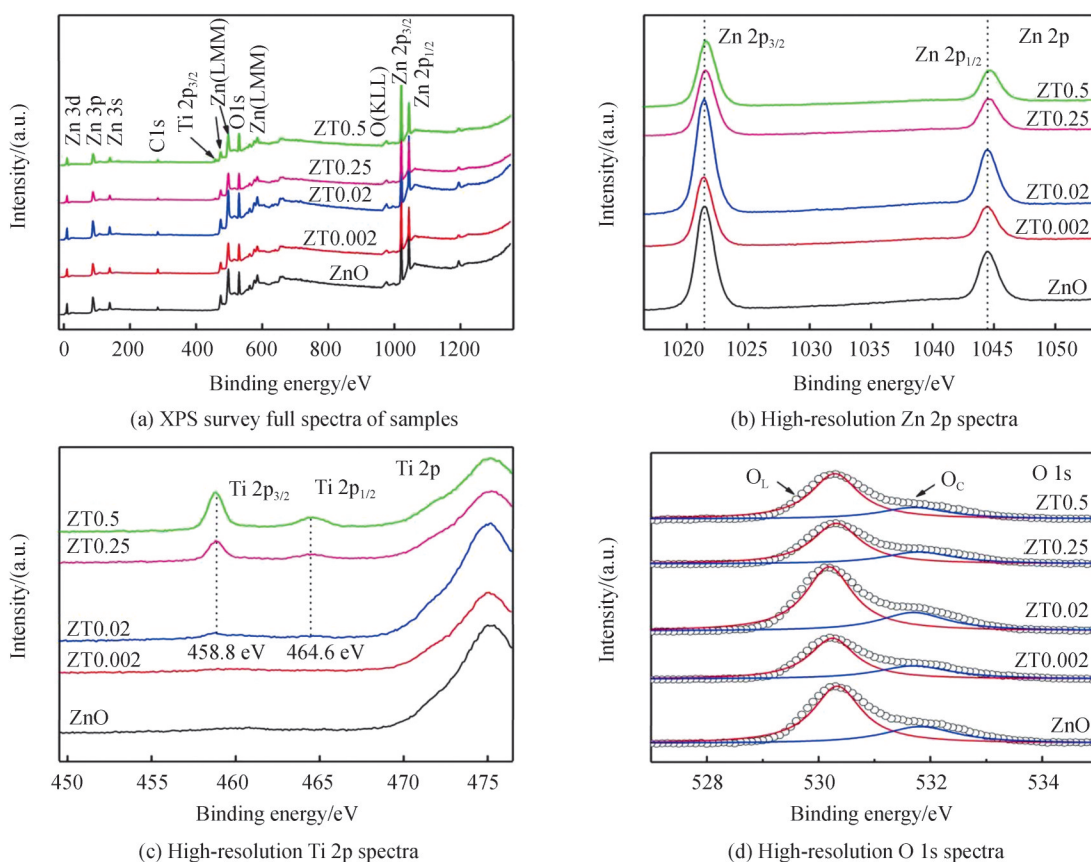 Zn 3d
Zn 3p
Zn 3s
C1s
Ti 2p3/2
Zn(LMM)
O1s
Zn(LMM)
O(KLL)
Zn 2p3/2
Zn 2p1/2
ZT0.5
ZT0.25
ZT0.02
ZT0.002
ZnO
Intensity/(a.u.)
0 200 400 600 800 1000 1200
Binding energy/eV
(a) XPS survey full spectra of samples
Zn 2p3/2
Zn 2p1/2
Zn 2p
ZT0.5
ZT0.25
ZT0.02
ZT0.002
ZnO
Intensity/(a.u.)
1020 1025 1030 1035 1040 1045 1050
Binding energy/eV
(b) High-resolution Zn 2p spectra
Ti 2p
Ti 2p3/2
Ti 2p1/2
ZT0.5
ZT0.25
ZT0.02
458.8 eV 464.6 eV
ZT0.002
ZnO
Intensity/(a.u.)
450 455 460 465 470 475
Binding energy/eV
(c) High-resolution Ti 2p spectra
OL
OC
O 1s
ZT0.5
ZT0.25
ZT0.02
ZT0.002
ZnO
Intensity/(a.u.)
528 530 532 534
Binding energy/eV
(d) High-resolution O 1s spectra